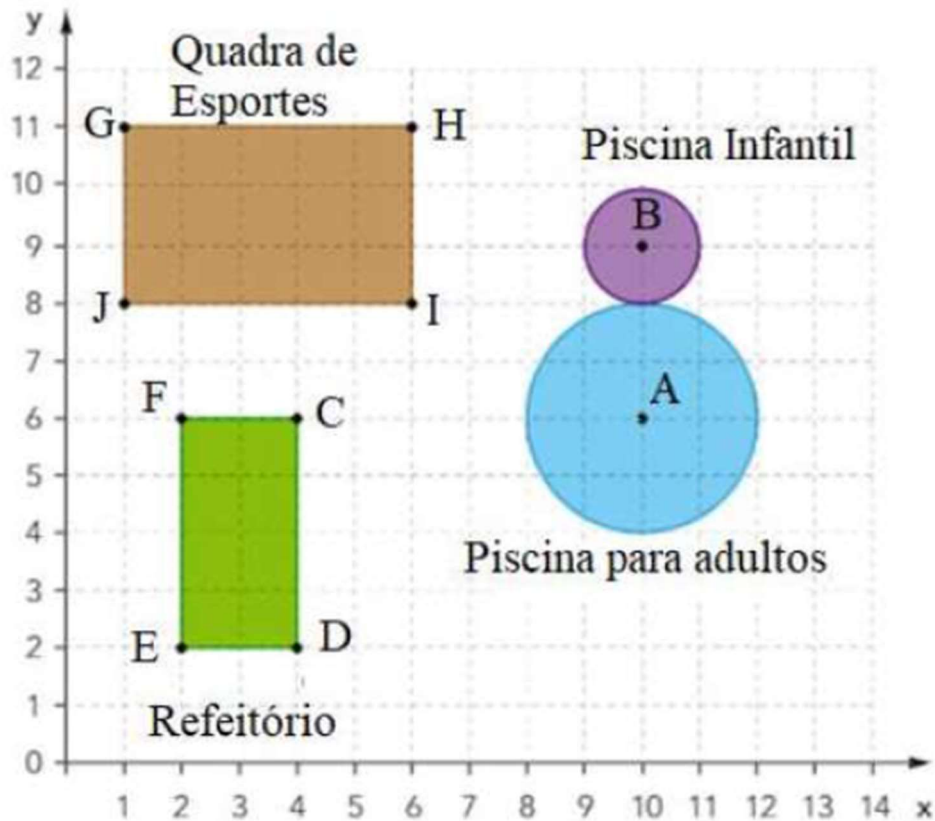 y
12
Quadra de
Esportes
11
G
H
Piscina Infantil
10
B
9
8
J
I
7
A
F
6
C
5
4
Piscina para adultos
3
2
E
D
1
Refeitório
0
1 2 3 4 5 6 7 8 9 10 11 12 13 14 x